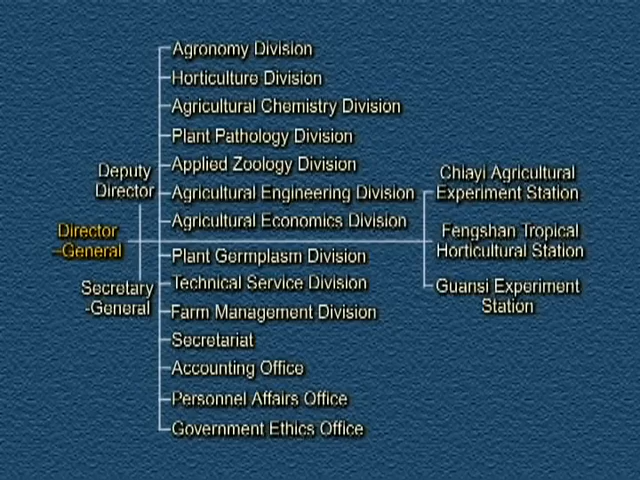 Agronomy Division
Horticulture Division
Agricultural Chemistry Division
Plant Pathology Division
Applied Zoology Division
Agricultural Engineering Division
Agricultural Economics Division
Plant Germplasm Division
Technical Service Division
Farm Management Division
Secretariat
Accounting Office
Personnel Affairs Office
Government Ethics Office
Deputy
Director
Director
-General
Secretary
-General
Chiayi Agricultural
Experiment Station
Fengshan Tropical
Horticultural Station
Guansi Experiment
Station